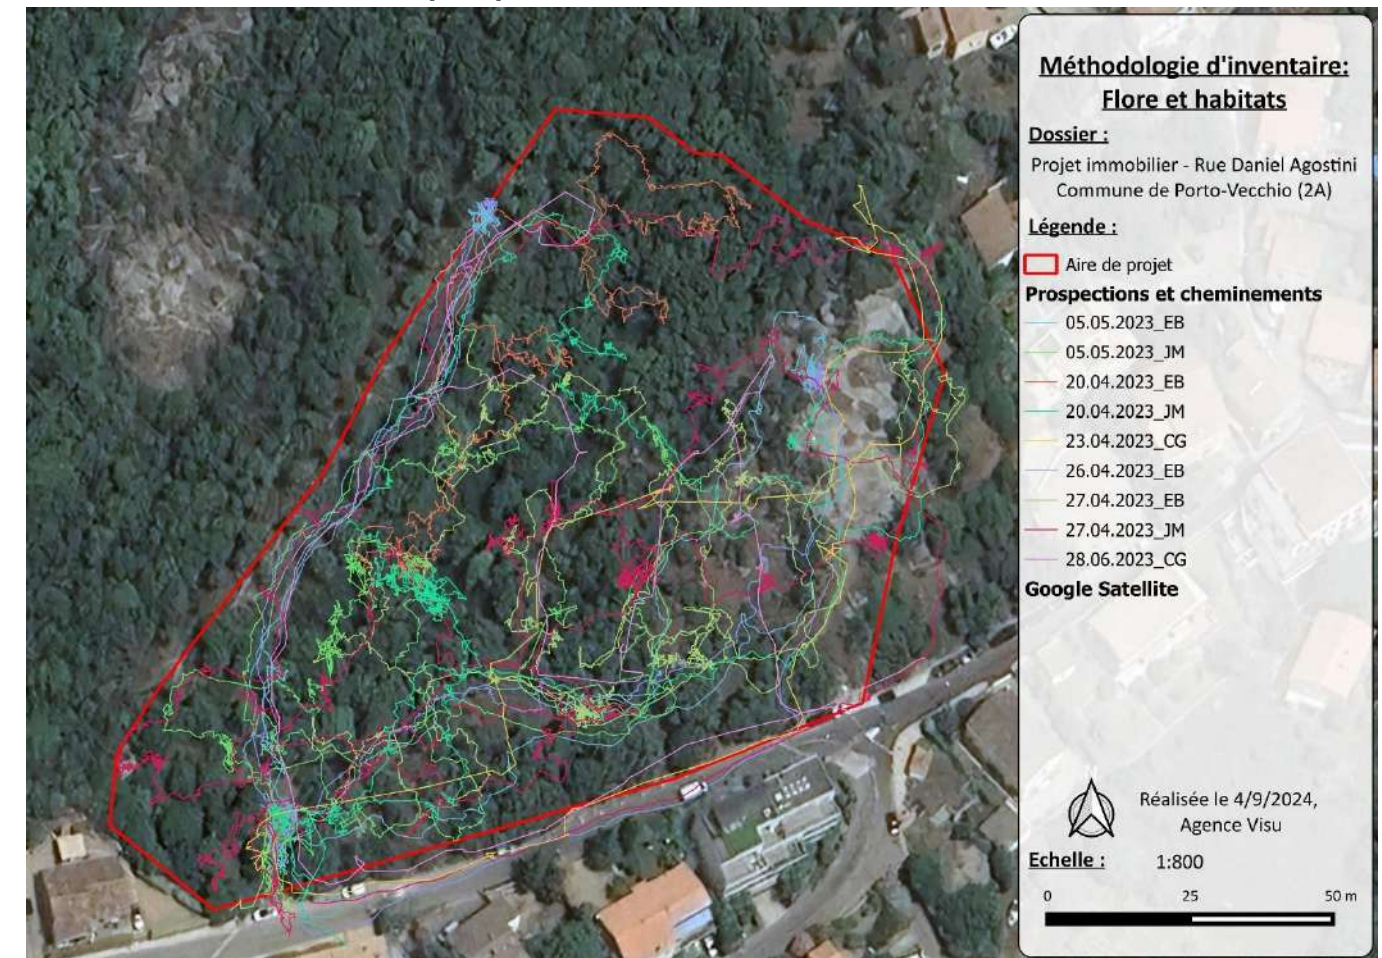 Méthodologie d'inventaire:
Flore et habitats
Dossier :
Projet immobilier - Rue Daniel Agostini
Commune de Porto-Vecchio (2A)
Légende :
Aire de projet
Prospections et cheminements
05.05.2023_EB
05.05.2023_JM
20.04.2023_EB
20.04.2023_JM
23.04.2023_CG
26.04.2023_EB
27.04.2023_EB
27.04.2023_JM
28.06.2023_CG
Google Satellite
Réalisée le 4/9/2024,
Agence Visu
Echelle : 1:800
0 25 50 m